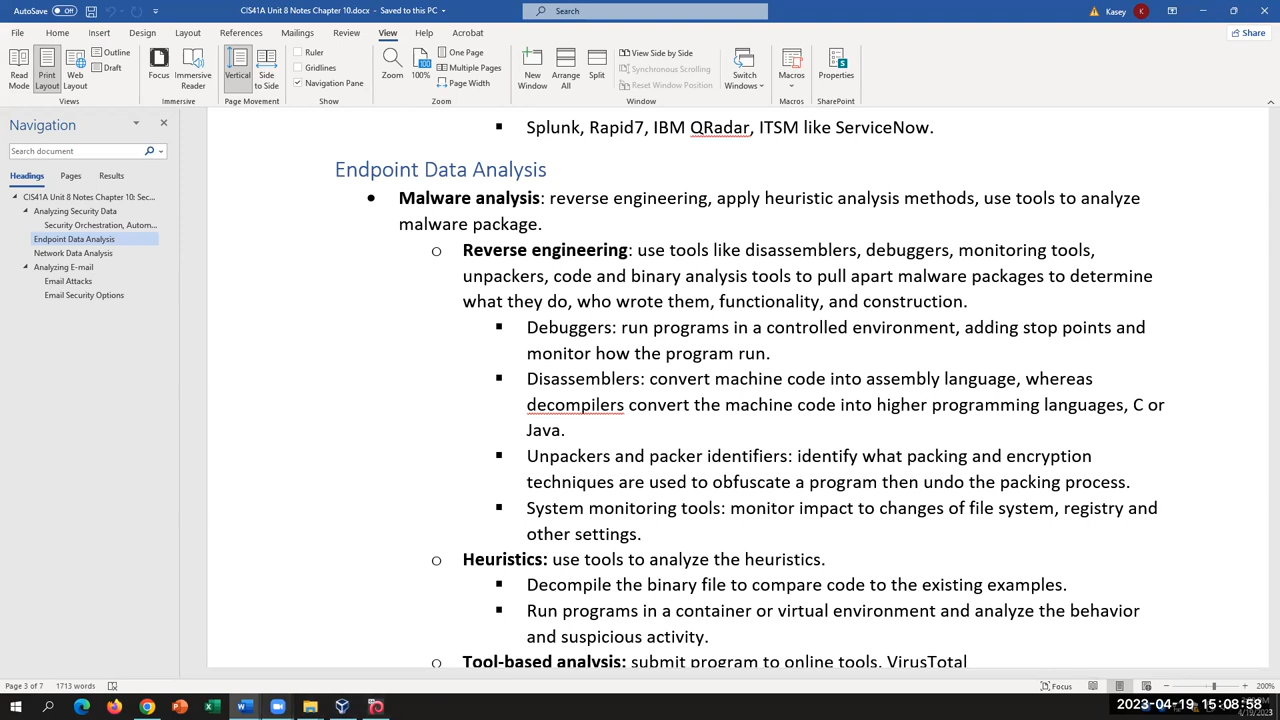 AutoSave Off CIS41A Unit 8 Notes Chapter 10.docx - Saved to this PC Search Kasey K
File Home Insert Draw Design Layout References Mailings Review View Help Acrobat Share
Read Mode Print Layout Web Layout Outline Draft Focus Immersive Reader Vertical Side to Side Ruler Gridlines Navigation Pane Zoom 100% One Page Multiple Pages Page Width New Window Arrange All Split View Side by Side Synchronous Scrolling Reset Window Position Switch Windows Macros Properties
Views Immersive Page Movement Show Zoom Window Macros SharePoint
Navigation
Search document
Headings Pages Results
CIS41A Unit 8 Notes Chapter 10: Sec...
Analyzing Security Data
Security Orchestration, Autom...
Endpoint Data Analysis
Network Data Analysis
Analyzing E-mail
Email Attacks
Email Security Options
Splunk, Rapid7, IBM QRadar, ITSM like ServiceNow.
Endpoint Data Analysis
Malware analysis: reverse engineering, apply heuristic analysis methods, use tools to analyze
malware package.
Reverse engineering: use tools like disassemblers, debuggers, monitoring tools,
unpackers, code and binary analysis tools to pull apart malware packages to determine
what they do, who wrote them, functionality, and construction.
Debuggers: run programs in a controlled environment, adding stop points and
monitor how the program run.
Disassemblers: convert machine code into assembly language, whereas
decompilers convert the machine code into higher programming languages, C or
Java.
Unpackers and packer identifiers: identify what packing and encryption
techniques are used to obfuscate a program then undo the packing process.
System monitoring tools: monitor impact to changes of file system, registry and
other settings.
Heuristics: use tools to analyze the heuristics.
Decompile the binary file to compare code to the existing examples.
Run programs in a container or virtual environment and analyze the behavior
and suspicious activity.
Tool-based analysis: submit program to online tools, VirusTotal
Page 3 of 7 1713 words Focus 200%
2023-04-19 15:08:58
4/19/2023